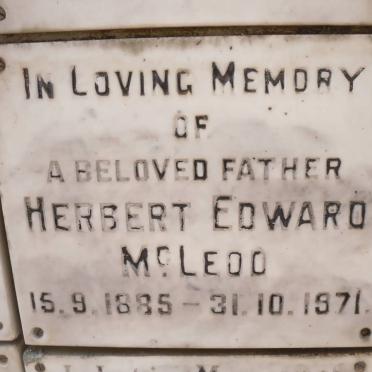 IN LOVING MEMORY
OF
A BELOVED FATHER
HERBERT EDWARD
McLEOD
15.9.1885 – 31.10.1971.